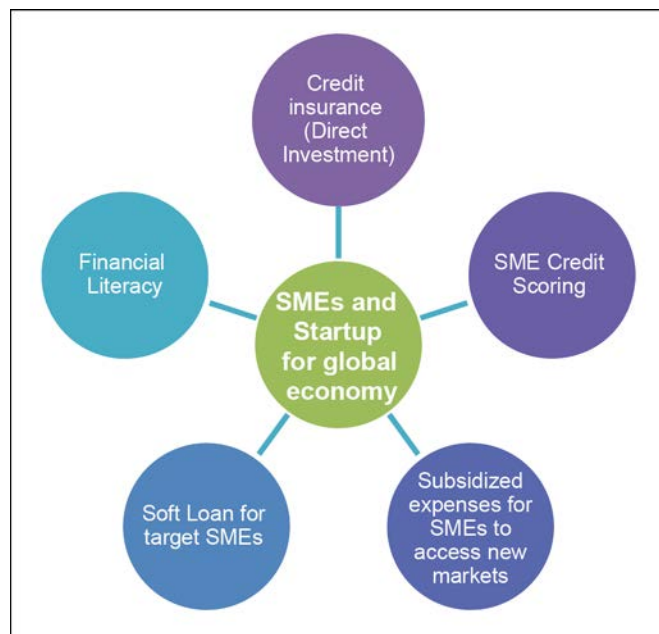 Credit
insurance
(Direct
Investment)
Financial
Literacy
SME Credit
Scoring
SMEs and
Startup
for global
economy
Soft Loan for
target SMEs
Subsidized
expenses for
SMEs to
access new
markets